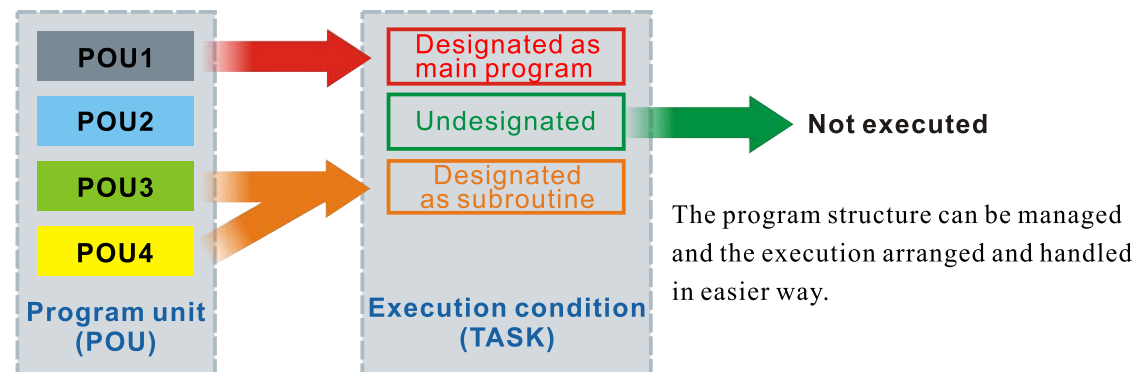 POU1
POU2
POU3
POU4
Program unit
(POU)
Designated as
main program
Undesignated
Designated
as subroutine
Execution condition
(TASK)
Not executed
The program structure can be managed
and the execution arranged and handled
in easier way.